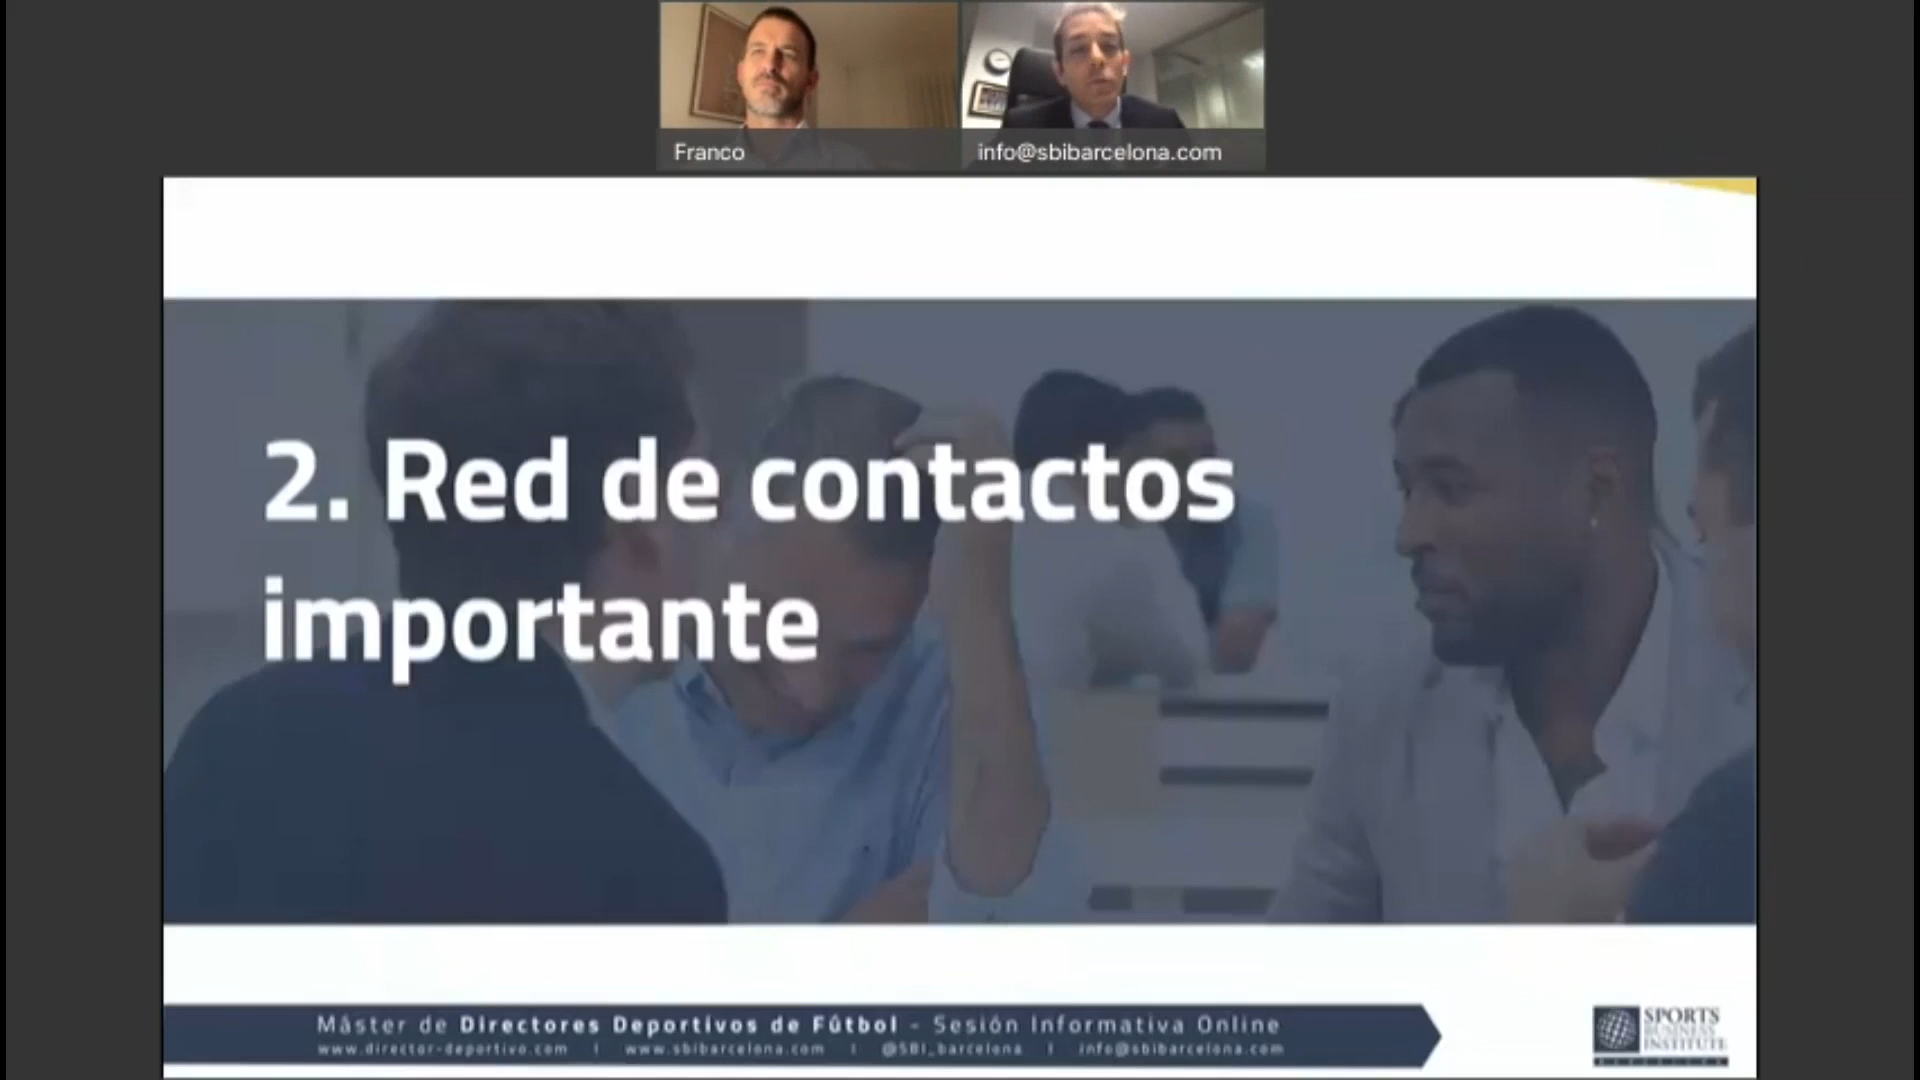 Franco
info@sbibarcelona.com
2. Red de contactos
importante
Máster de Directores Deportivos de Fútbol - Sesión Informativa Online
www.director-deportivo.com | www.sbibarcelona.com | @SBI_barcelona | info@sbibarcelona.com
SPORTS
BUSINESS
INSTITUTE
BARCELONA